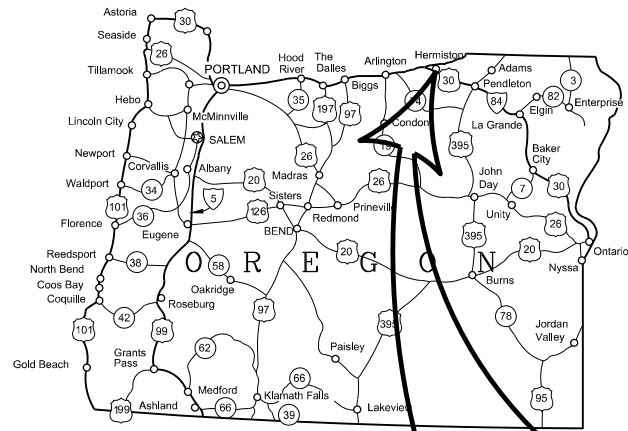 Astoria
30
Seaside
26
Tillamook
PORTLAND
Hood
River
The
Dalles
Biggs
Arlington
Hermiston
30
Adams
Pendleton
84
3
82
Enterprise
Elgin
La Grande
Hebo
35
197
97
Condon
19
395
McMinnville
Lincoln City
SALEM
Newport
Corvallis
Albany
20
26
Madras
Baker
City
30
Waldport
34
101
36
5
Sisters
126
Redmond
26
Prineville
John
Day
7
Unity
26
Florence
Eugene
BEND
20
395
20
Ontario
Nyssa
Reedsport
North Bend
Coos Bay
Coquille
38
OREGON
58
Oakridge
Burns
Roseburg
42
97
395
78
101
99
Jordan
Valley
Gold Beach
Grants
Pass
62
Paisley
66
Medford
Klamath Falls
95
199
Ashland
66
39
Lakeview